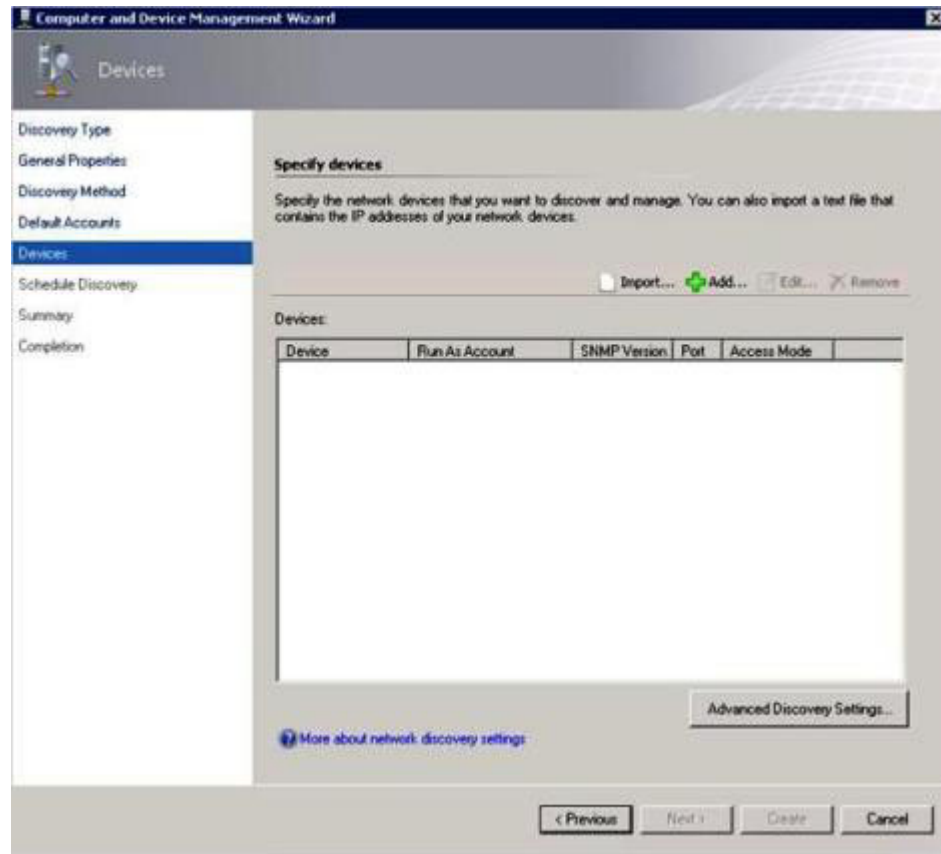 Computer and Device Management Wizard
Devices
Discovery Type
General Properties
Discovery Method
Default Accounts
Devices
Schedule Discovery
Summary
Completion
Specify devices
Specify the network devices that you want to discover and manage. You can also import a text file that
contains the IP addresses of your network devices.
Import... Add... Edit... Remove
Devices:
Device Run As Account SNMP Version Port Access Mode
Advanced Discovery Settings...
More about network discovery settings
< Previous Next > Create Cancel